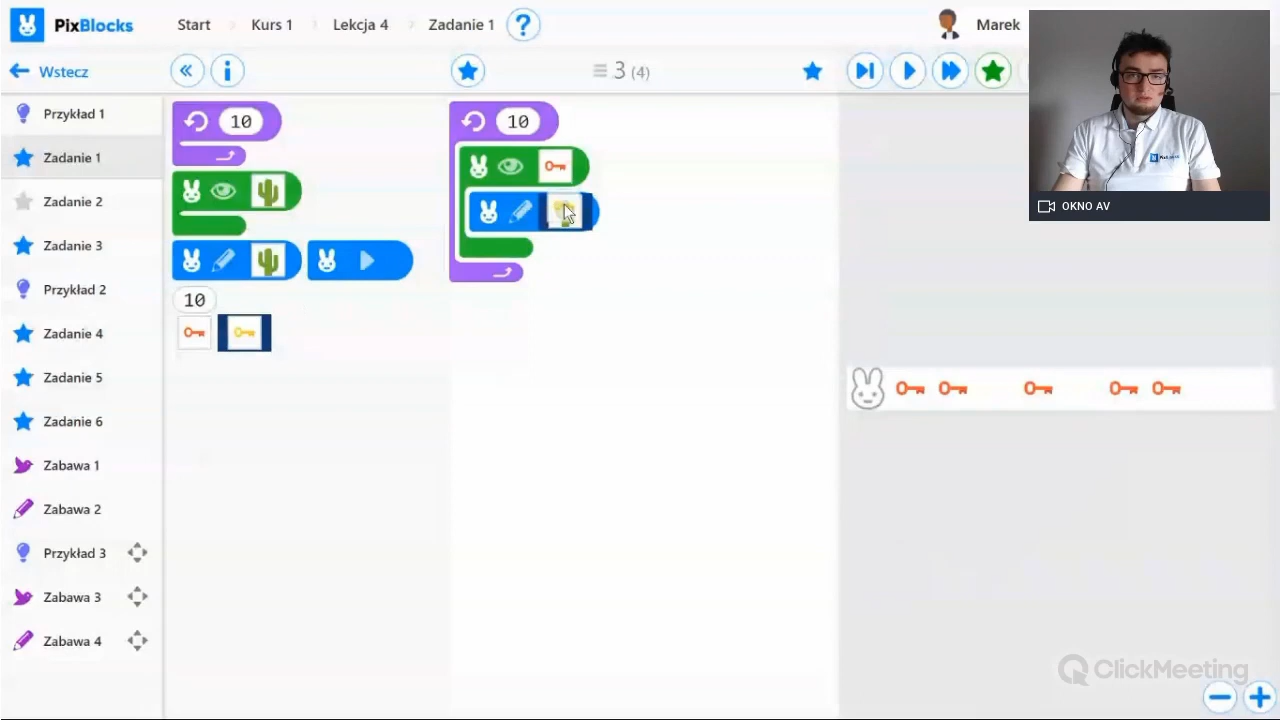 PixBlocks
Start
Kurs 1
Lekcja 4
Zadanie 1
?
Marek
Wstecz
3 (4)
Przykład 1
Zadanie 1
Zadanie 2
Zadanie 3
Przykład 2
Zadanie 4
Zadanie 5
Zadanie 6
Zabawa 1
Zabawa 2
Przykład 3
Zabawa 3
Zabawa 4
10
10
10
PixBlocks
OKNO AV
ClickMeeting